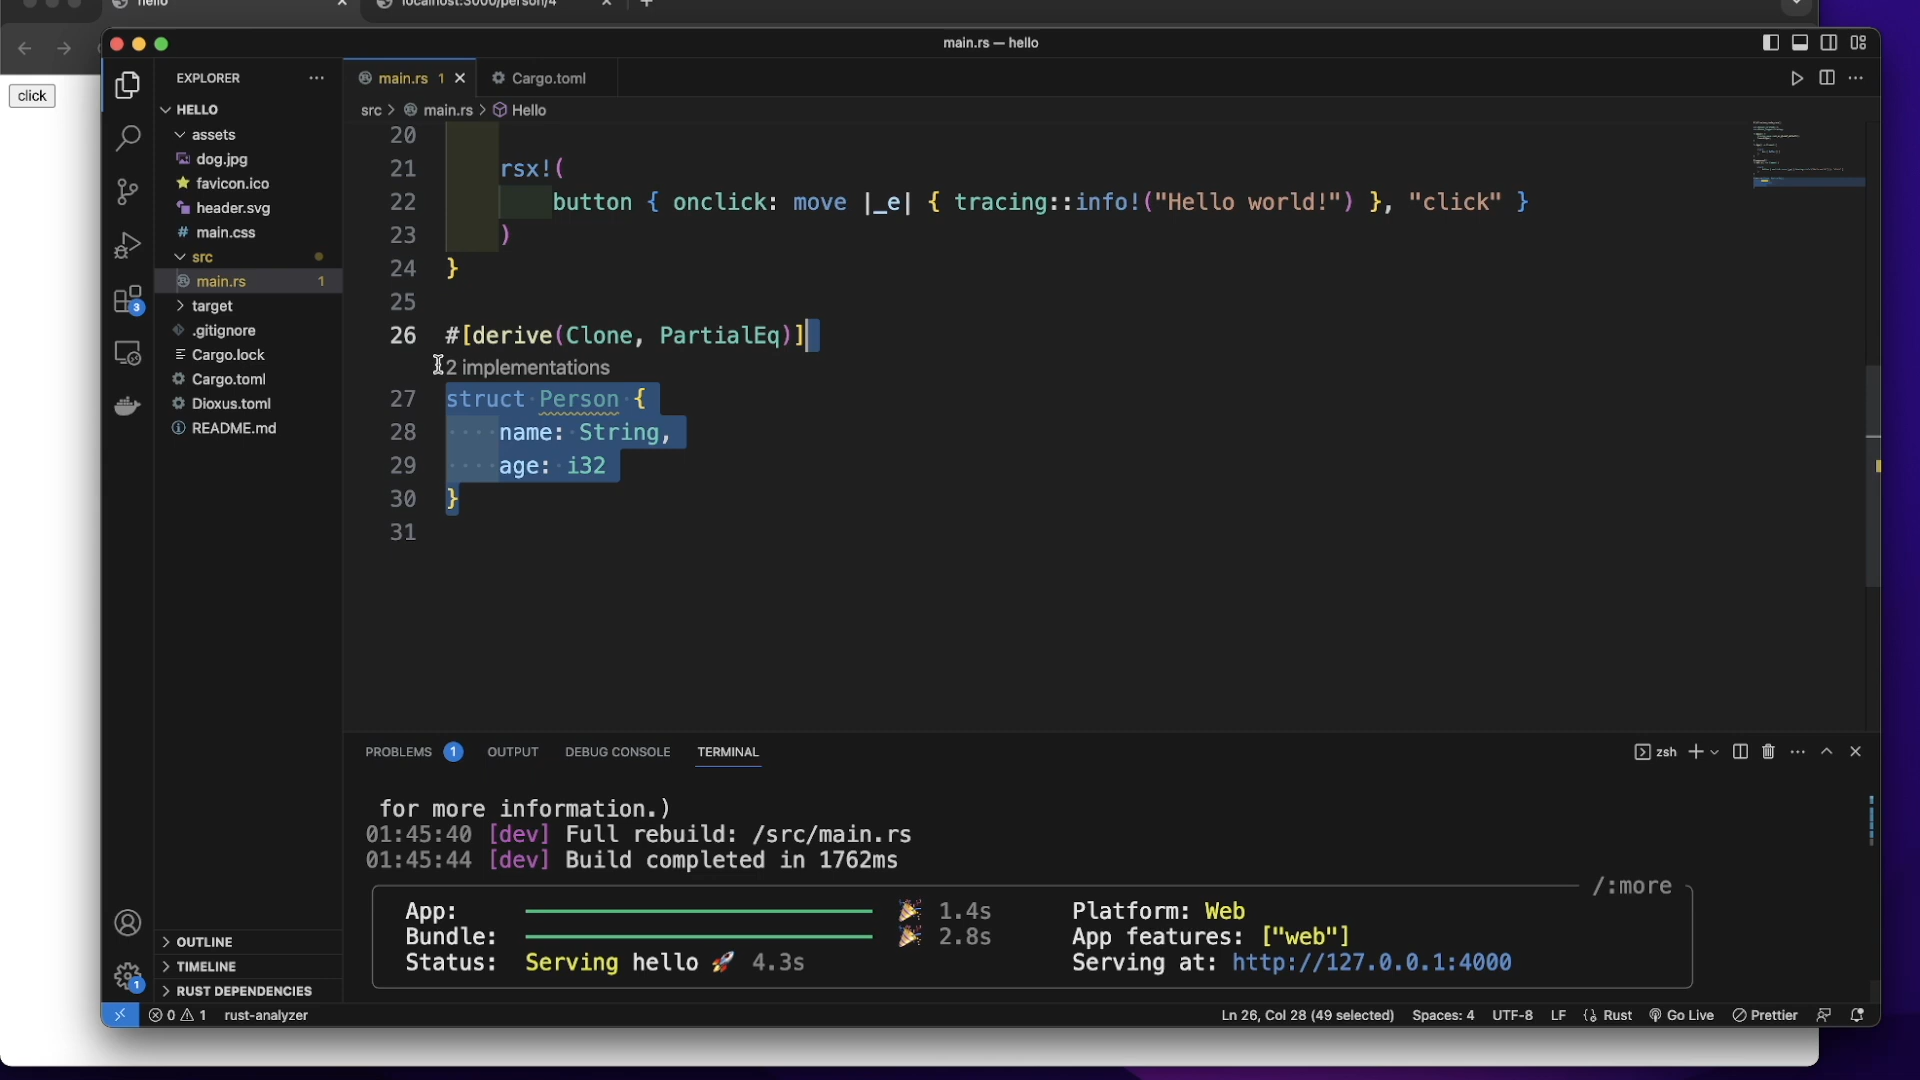 hello
localhost:3000/person/4
click
main.rs — hello
EXPLORER
HELLO
assets
dog.jpg
favicon.ico
header.svg
# main.css
src
main.rs 1
target
.gitignore
Cargo.lock
Cargo.toml
Dioxus.toml
README.md
OUTLINE
TIMELINE
RUST DEPENDENCIES
3
1
main.rs 1
Cargo.toml
src > main.rs > Hello
20
21 rsx!(
22 button { onclick: move |_e| { tracing::info!("Hello world!") }, "click" }
23 )
24 }
25
26 #[derive(Clone, PartialEq)]
2 implementations
27 struct Person {
28 name: String,
29 age: i32
30 }
31
PROBLEMS 1 OUTPUT DEBUG CONSOLE TERMINAL
zsh
for more information.)
01:45:40 [dev] Full rebuild: /src/main.rs
01:45:44 [dev] Build completed in 1762ms
/:more
App: 🎉 1.4s Platform: Web
Bundle: 🎉 2.8s App features: ["web"]
Status: Serving hello 🚀 4.3s Serving at: http://127.0.0.1:4000
0 1 rust-analyzer
Ln 26, Col 28 (49 selected) Spaces: 4 UTF-8 LF Rust Go Live Prettier